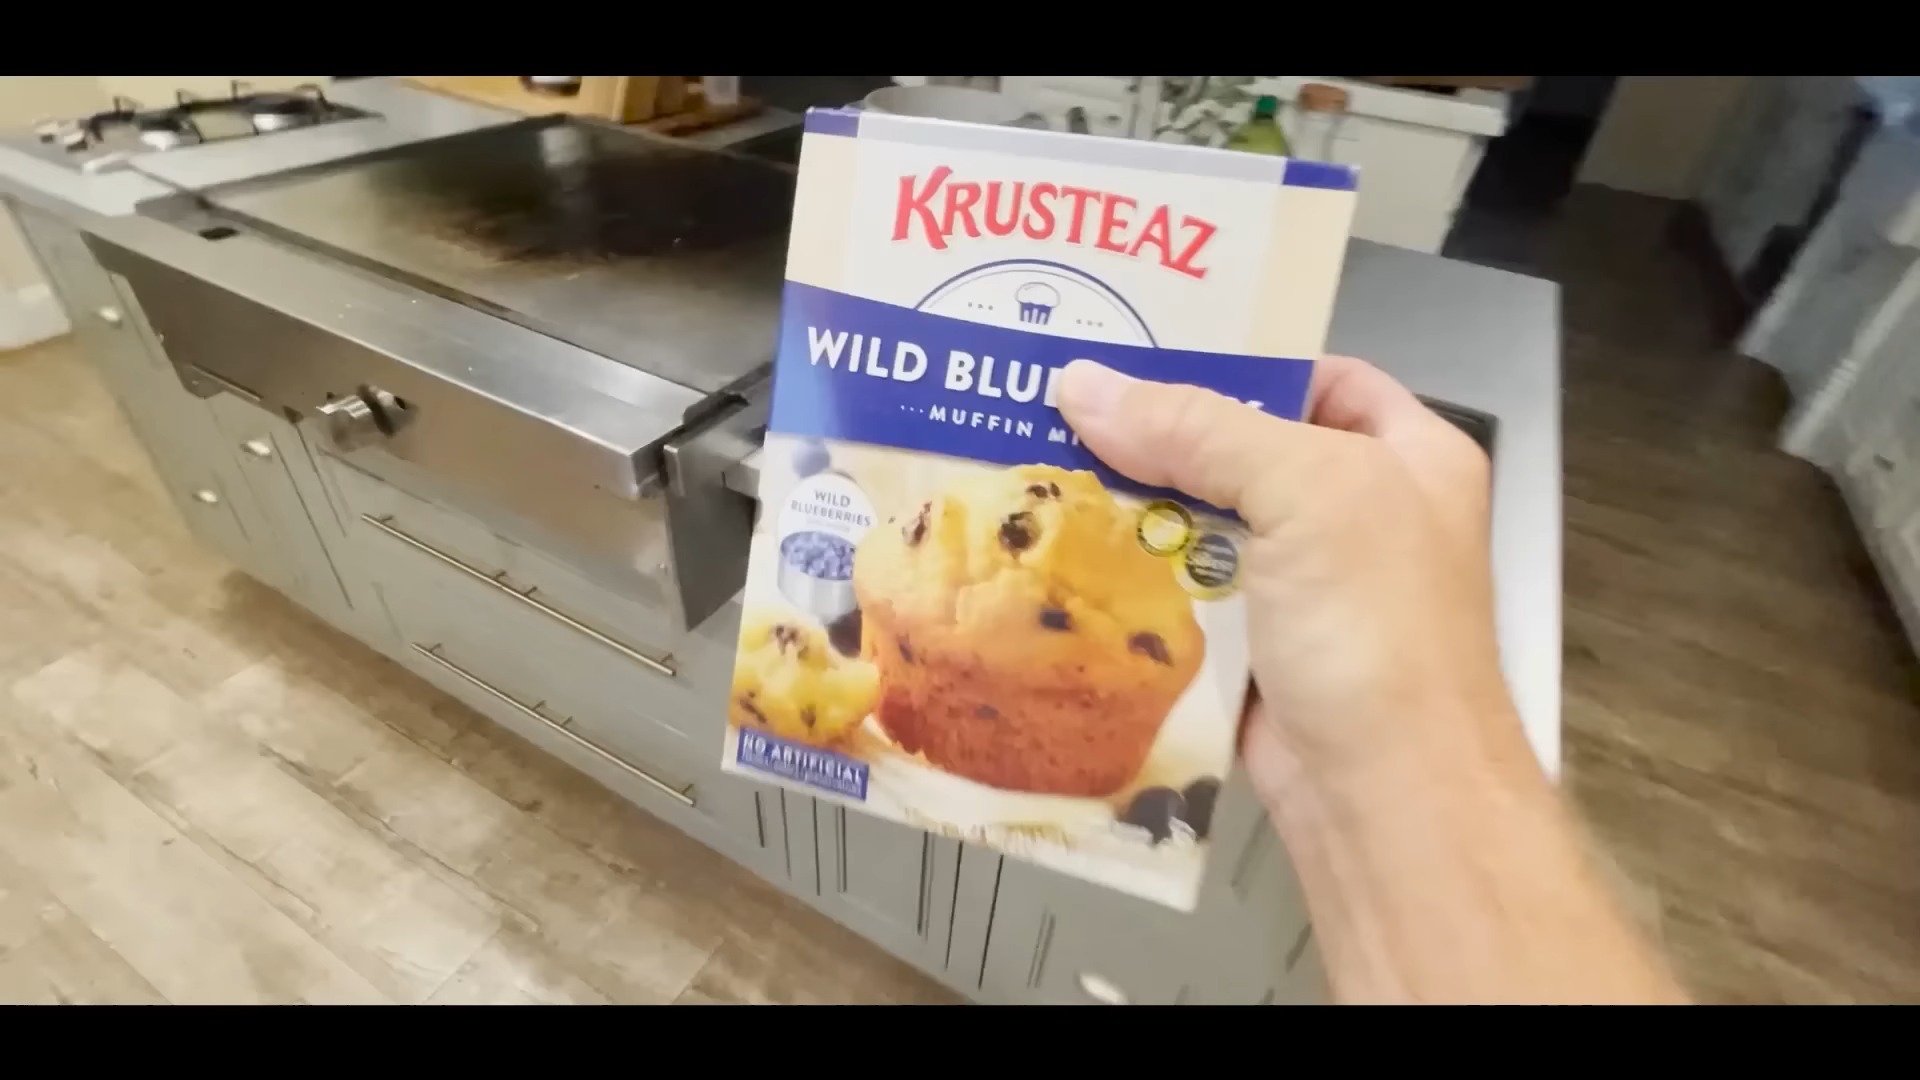 KRUSTEAZ
WILD BLUE
MUFFIN MI
WILD
BLUEBERRIES
NO ARTIFICIAL